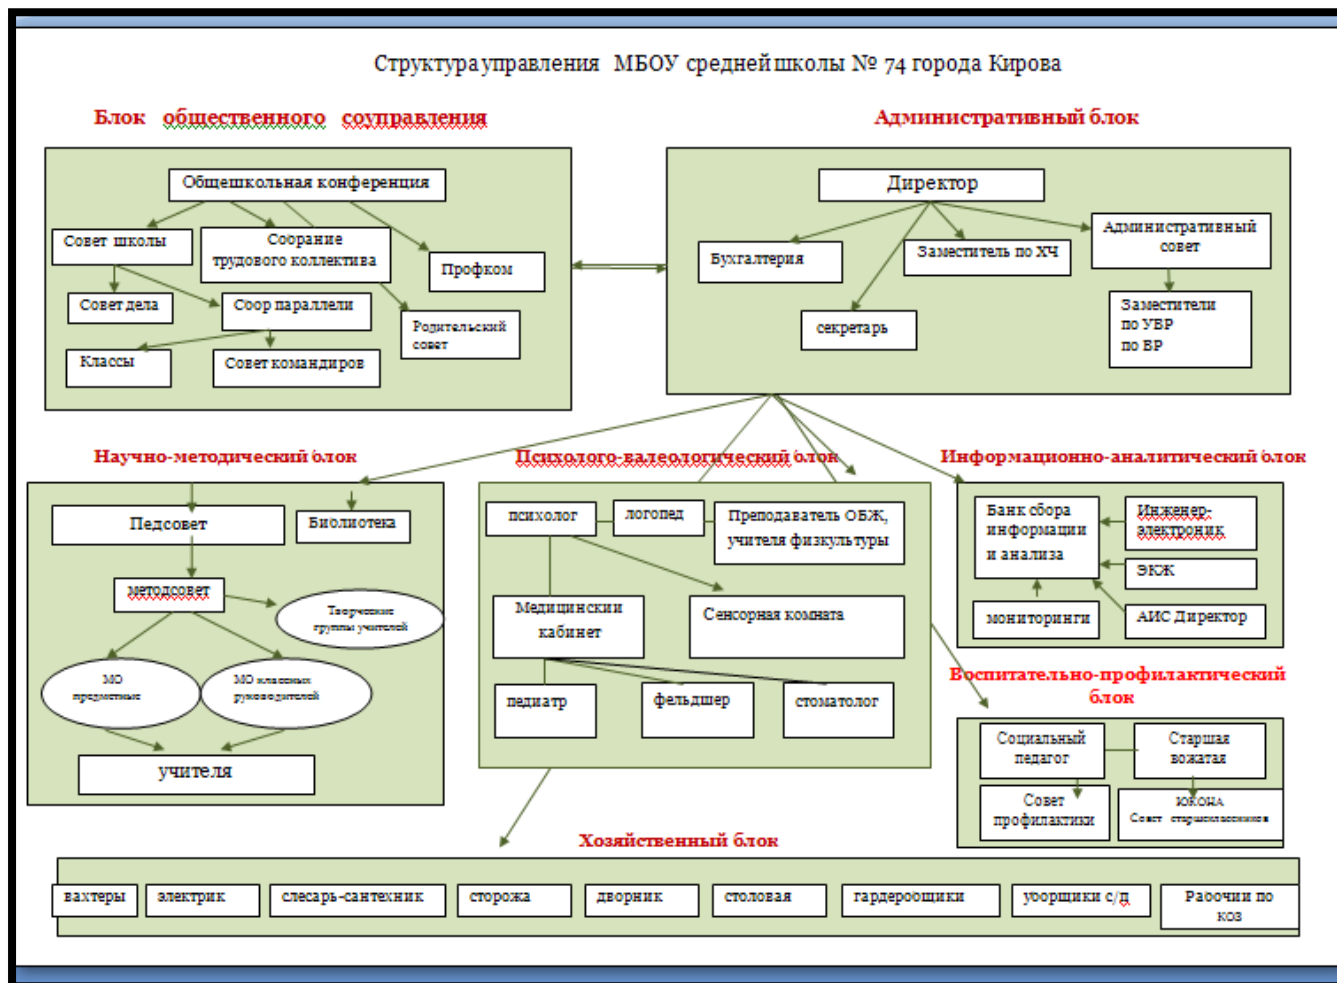 Структура управления МБОУ средней школы № 74 города Кирова
Блок общественного соуправления
Административный блок
Общешкольная конференция
Совет школы
Собрание
трудового коллектива
Профком
Совет дела
Сбор параллели
Родительский
совет
Классы
Совет командиров
Директор
Бухгалтерия
Заместитель по ХЧ
Административный
совет
секретарь
Заместители
по УВР
по ВР
Научно-методический блок
Психолого-валеологический блок
Информационно-аналитический блок
Педсовет
Библиотека
методсовет
Творческие
группы учителей
МО
предметные
МО классных
руководителей
учителя
психолог
логопед
Преподаватель ОБЖ,
учителя физкультуры
Медицинский
кабинет
Сенсорная комната
педиатр
фельдшер
стоматолог
Банк сбора
информации
и анализа
Инженер-
электроник
ЭКЖ
мониторинги
АИС Директор
Воспитательно-профилактический
блок
Социальный
педагог
Старшая
вожатая
Совет
профилактики
ЮКОНА
Совет старшеклассников
Хозяйственный блок
вахтеры
электрик
слесарь-сантехник
сторожа
дворник
столовая
гардеробщики
уборщики с/п
Рабочий по
коз